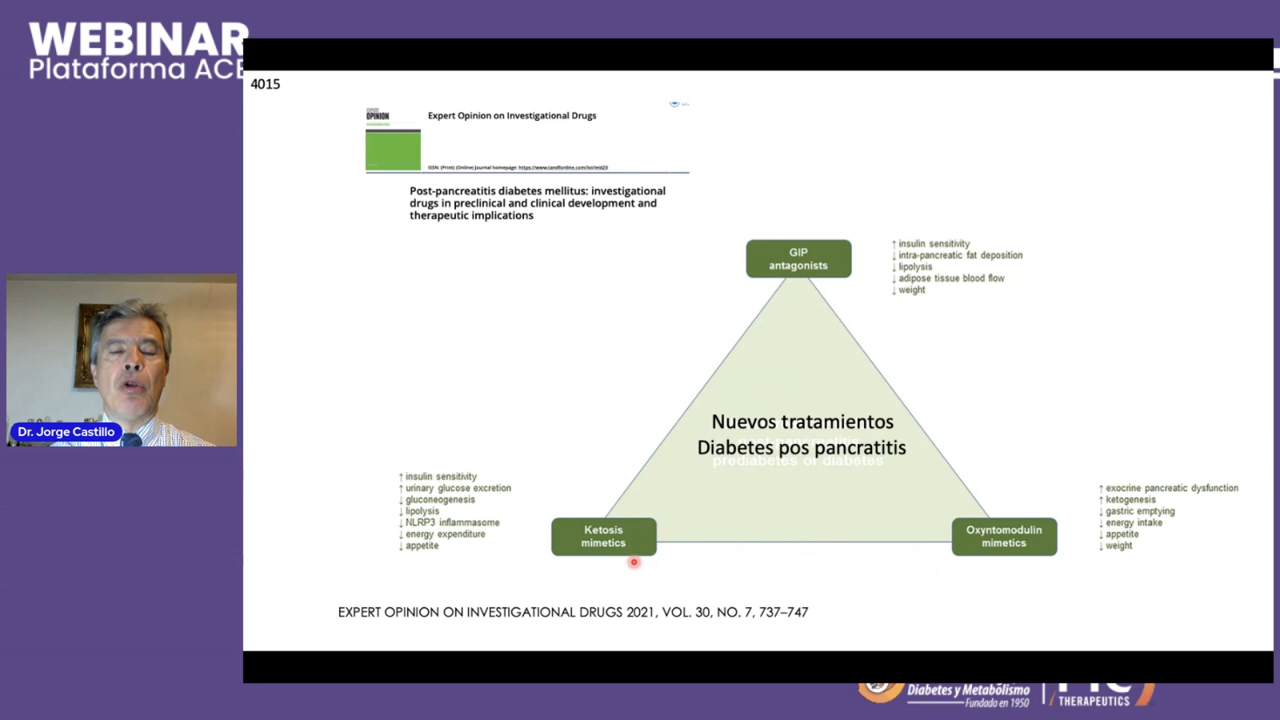 WEBINAR
Plataforma ACE
4015
EXPERT
OPINION
Expert Opinion on Investigational Drugs
ISSN: (Print) (Online) Journal homepage: https://www.tandfonline.com/loi/ieid20
Post-pancreatitis diabetes mellitus: investigational
drugs in preclinical and clinical development and
therapeutic implications
GIP
antagonists
↑ insulin sensitivity
↓ intra-pancreatic fat deposition
↓ lipolysis
↓ adipose tissue blood flow
↓ weight
Nuevos tratamientos
Diabetes pos pancratitis
prediabetes or diabetes
↑ insulin sensitivity
↑ urinary glucose excretion
↓ gluconeogenesis
↓ lipolysis
↓ NLRP3 inflammasome
↓ energy expenditure
↓ appetite
Ketosis
mimetics
Oxyntomodulin
mimetics
↑ exocrine pancreatic dysfunction
↑ ketogenesis
↓ gastric emptying
↓ energy intake
↓ appetite
↓ weight
EXPERT OPINION ON INVESTIGATIONAL DRUGS 2021, VOL. 30, NO. 7, 737–747
Dr. Jorge Castillo
Diabetes y Metabolismo
Fundada en 1950
THERAPEUTICS